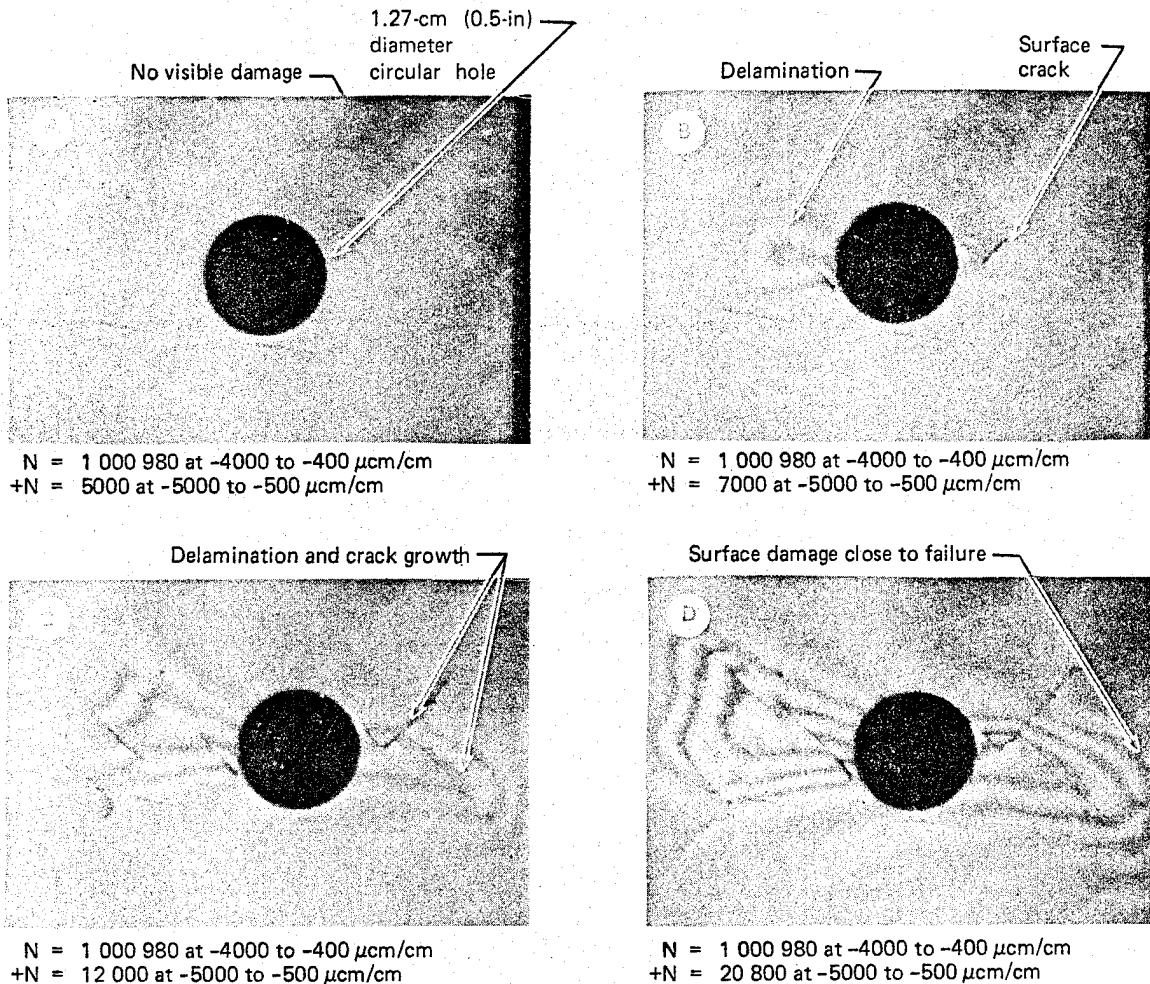 1.27-cm (0.5-in)
diameter
circular hole
No visible damage
Delamination
Surface
crack
B
N = 1 000 980 at -4000 to -400 μcm/cm
+N = 5000 at -5000 to -500 μcm/cm
N = 1 000 980 at -4000 to -400 μcm/cm
+N = 7000 at -5000 to -500 μcm/cm
Delamination and crack growth
Surface damage close to failure
D
N = 1 000 980 at -4000 to -400 μcm/cm
+N = 12 000 at -5000 to -500 μcm/cm
N = 1 000 980 at -4000 to -400 μcm/cm
+N = 20 800 at -5000 to -500 μcm/cm